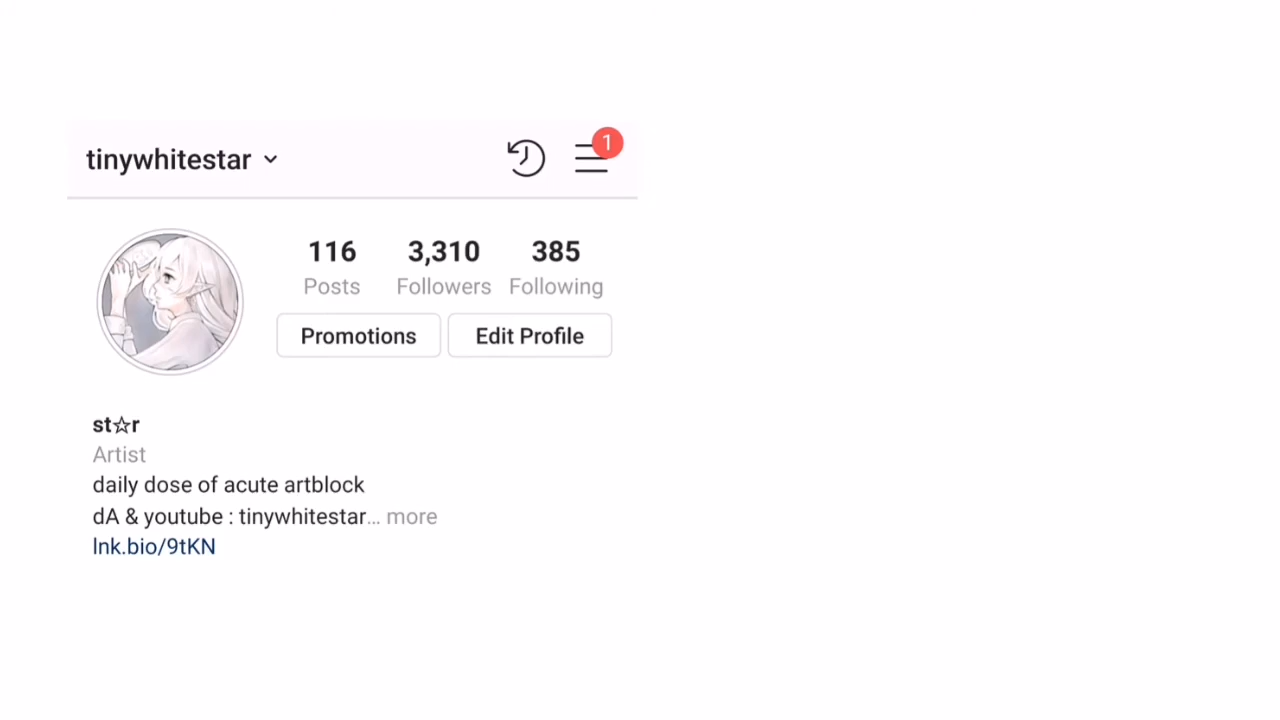 tinywhitestar
1
116 3,310 385
Posts Followers Following
Promotions Edit Profile
st☆r
Artist
daily dose of acute artblock
dA & youtube : tinywhitestar... more
lnk.bio/9tKN